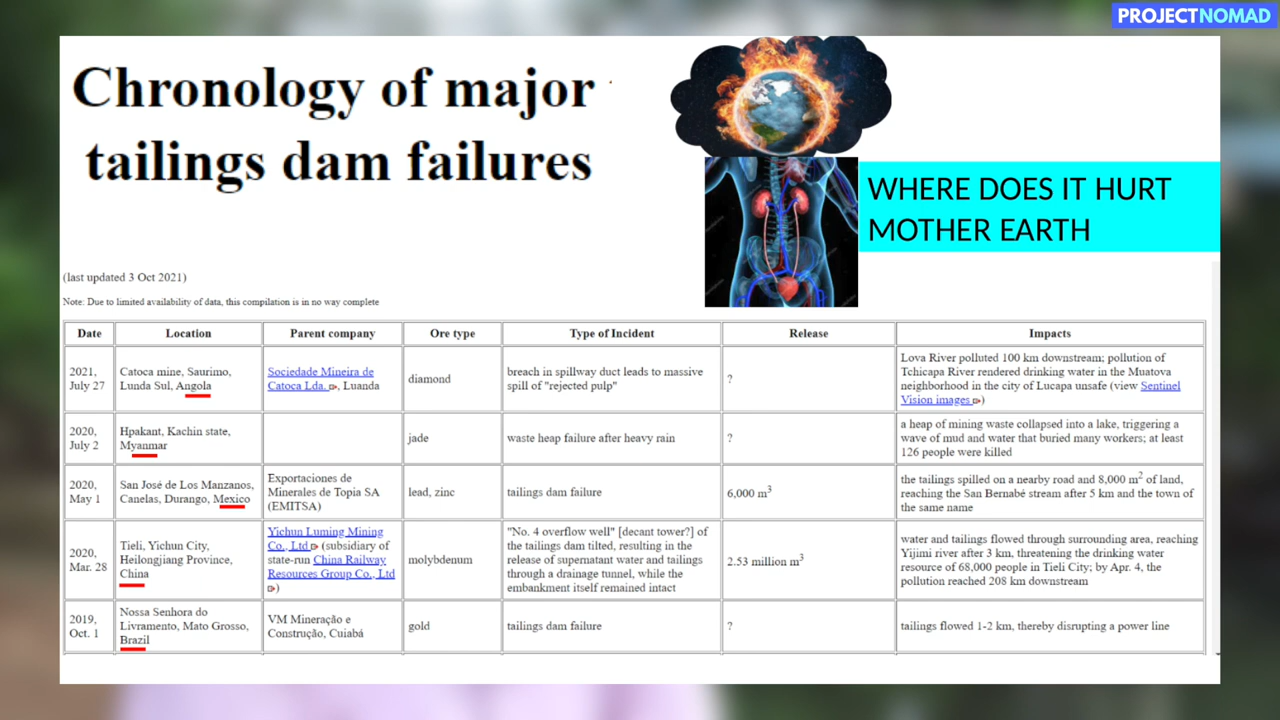 PROJECTNOMAD
Chronology of major
tailings dam failures
WHERE DOES IT HURT
MOTHER EARTH
(last updated 3 Oct 2021)
Note: Due to limited availability of data, this compilation is in no way complete
Date Location Parent company Ore type Type of Incident Release Impacts
2021,
July 27
Catoca mine, Saurimo,
Lunda Sul, Angola
Sociedade Mineira de
Catoca Lda. , Luanda
diamond
breach in spillway duct leads to massive
spill of "rejected pulp"
?
Lova River polluted 100 km downstream; pollution of
Tchicapa River rendered drinking water in the Muatova
neighborhood in the city of Lucapa unsafe (view Sentinel
Vision images )
2020,
July 2
Hpakant, Kachin state,
Myanmar
jade
waste heap failure after heavy rain
?
a heap of mining waste collapsed into a lake, triggering a
wave of mud and water that buried many workers; at least
126 people were killed
2020,
May 1
San José de Los Manzanos,
Canelas, Durango, Mexico
Exportaciones de
Minerales de Topia SA
(EMITSA)
lead, zinc
tailings dam failure
6,000 m³
the tailings spilled on a nearby road and 8,000 m² of land,
reaching the San Bernabé stream after 5 km and the town of
the same name
2020,
Mar. 28
Tieli, Yichun City,
Heilongjiang Province,
China
Yichun Luming Mining
Co., Ltd (subsidiary of
state-run China Railway
Resources Group Co., Ltd
)
molybdenum
"No. 4 overflow well" [decant tower?] of
the tailings dam tilted, resulting in the
release of supernatant water and tailings
through a drainage tunnel, while the
embankment itself remained intact
2.53 million m³
water and tailings flowed through surrounding area, reaching
Yijimi river after 3 km, threatening the drinking water
resource of 68,000 people in Tieli City; by Apr. 4, the
pollution reached 208 km downstream
2019,
Oct. 1
Nossa Senhora do
Livramento, Mato Grosso,
Brazil
VM Mineração e
Construção, Cuiabá
gold
tailings dam failure
?
tailings flowed 1-2 km, thereby disrupting a power line